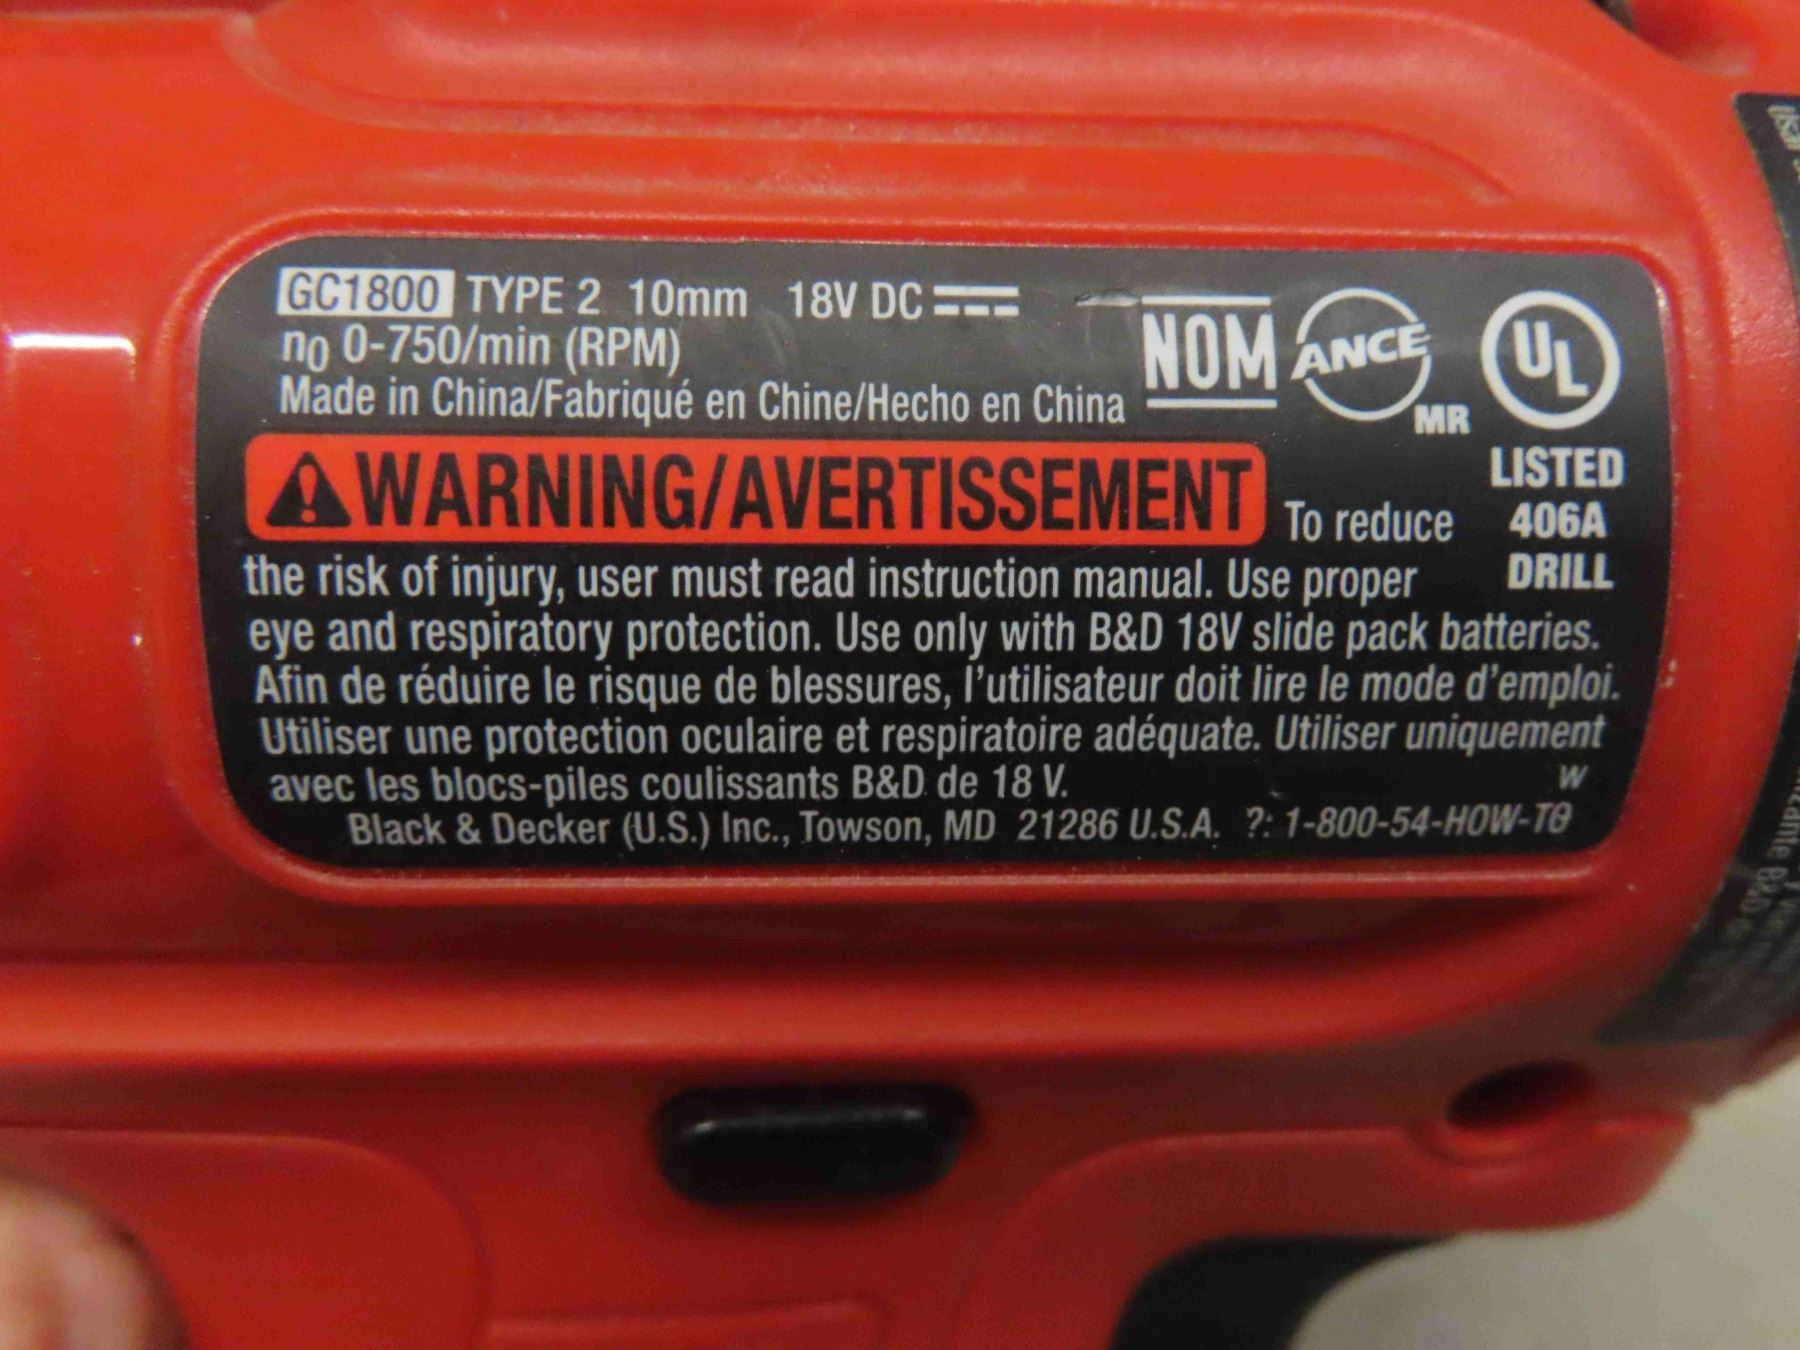 GC1800 TYPE 2 10mm 18V DC
n0 0-750/min (RPM)
Made in China/Fabriqué en Chine/Hecho en China
NOM
ANCE
MR
UL
LISTED
406A
DRILL
WARNING/AVERTISSEMENT To reduce
the risk of injury, user must read instruction manual. Use proper
eye and respiratory protection. Use only with B&D 18V slide pack batteries.
Afin de réduire le risque de blessures, l'utilisateur doit lire le mode d'emploi.
Utiliser une protection oculaire et respiratoire adéquate. Utiliser uniquement
avec les blocs-piles coulissants B&D de 18 V.
W
Black & Decker (U.S.) Inc., Towson, MD 21286 U.S.A. ?: 1-800-54-HOW-TO